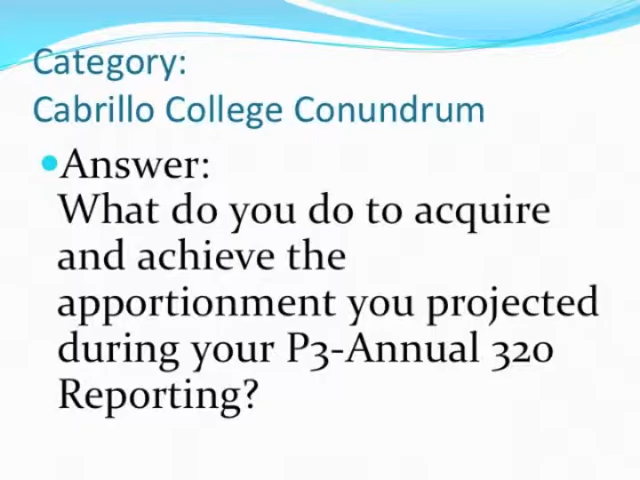 Category:
Cabrillo College Conundrum
•Answer:
What do you do to acquire
and achieve the
apportionment you projected
during your P3-Annual 320
Reporting?